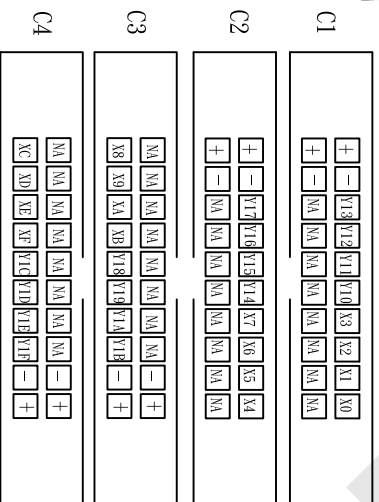 C1
+ - Y13 Y12 Y11 Y10 X3 X2 X1 X0
+ - NA NA NA NA NA NA NA NA
C2
+ - Y17 Y16 Y15 Y14 X7 X6 X5 X4
+ - NA NA NA NA NA NA NA NA
C3
NA NA NA NA NA NA NA NA - +
X8 X9 XA XB Y18 Y19 Y1A Y1B - +
C4
NA NA NA NA NA NA NA NA - +
XC XD XE XF Y1C Y1D Y1E Y1F - +